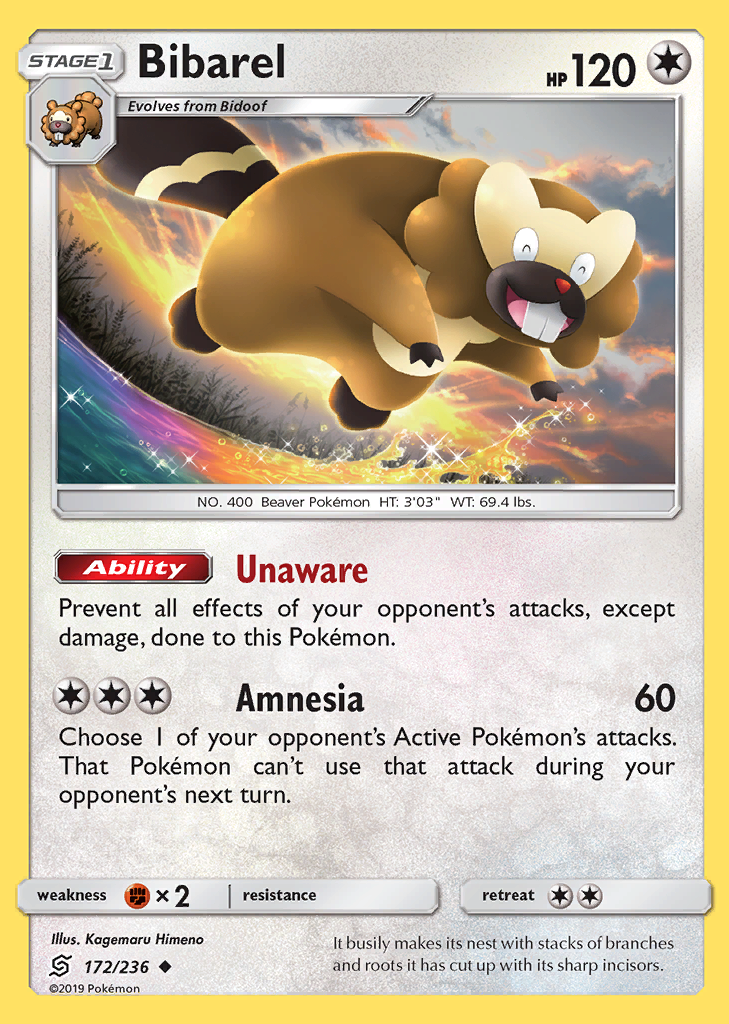 STAGE 1 Bibarel HP 120
Evolves from Bidoof
NO. 400 Beaver Pokémon HT: 3'03" WT: 69.4 lbs.
Ability Unaware
Prevent all effects of your opponent's attacks, except
damage, done to this Pokémon.
Amnesia 60
Choose 1 of your opponent's Active Pokémon's attacks.
That Pokémon can't use that attack during your
opponent's next turn.
weakness ×2 resistance retreat
Illus. Kagemaru Himeno
172/236
©2019 Pokémon
It busily makes its nest with stacks of branches
and roots it has cut up with its sharp incisors.